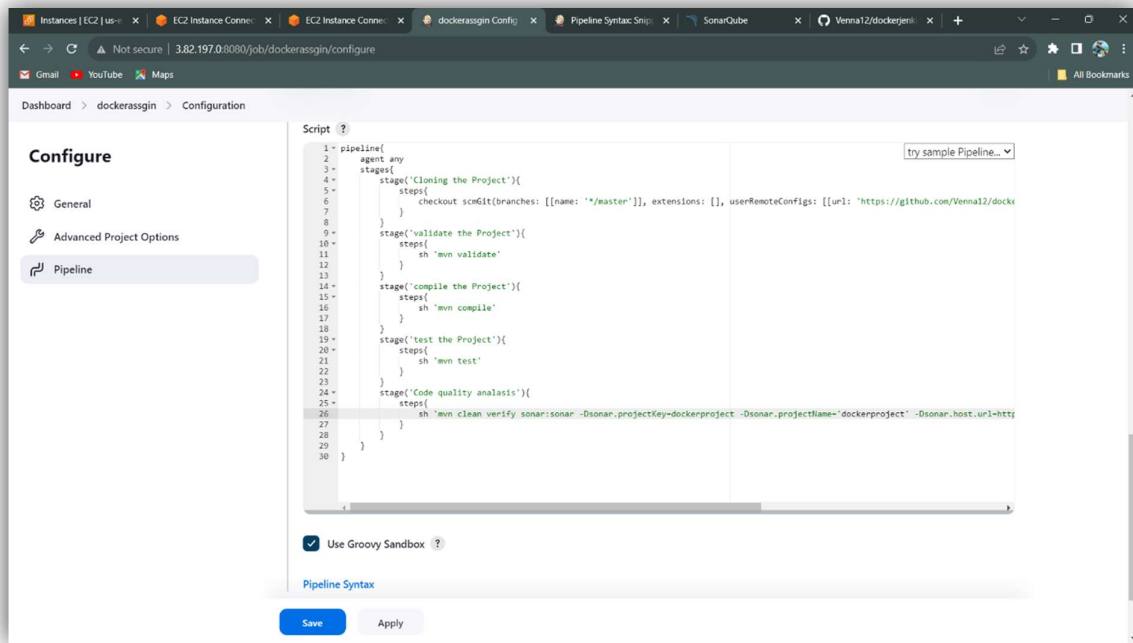 Instances | EC2 | us-e
EC2 Instance Connec
EC2 Instance Connec
dockerassgin Config
Pipeline Syntax: Snip
SonarQube
Venna12/dockerjenk
Not secure | 3.82.197.0:8080/job/dockerassgin/configure
Gmail YouTube Maps
All Bookmarks
Dashboard > dockerassgin > Configuration
Configure
General
Advanced Project Options
Pipeline
Script ?
try sample Pipeline...
1 pipeline{
2 agent any
3 stages{
4 stage('Cloning the Project'){
5 steps{
6 checkout scmGit(branches: [[name: '*/master']], extensions: [], userRemoteConfigs: [[url: 'https://github.com/Venna12/docke
7 }
8 }
9 stage('validate the Project'){
10 steps{
11 sh 'mvn validate'
12 }
13 }
14 stage('compile the Project'){
15 steps{
16 sh 'mvn compile'
17 }
18 }
19 stage('test the Project'){
20 steps{
21 sh 'mvn test'
22 }
23 }
24 stage('Code quality analasis'){
25 steps{
26 sh 'mvn clean verify sonar:sonar -Dsonar.projectKey=dockerproject -Dsonar.projectName='dockerproject' -Dsonar.host.url=http
27 }
28 }
29 }
30 }
Use Groovy Sandbox ?
Pipeline Syntax
Save
Apply